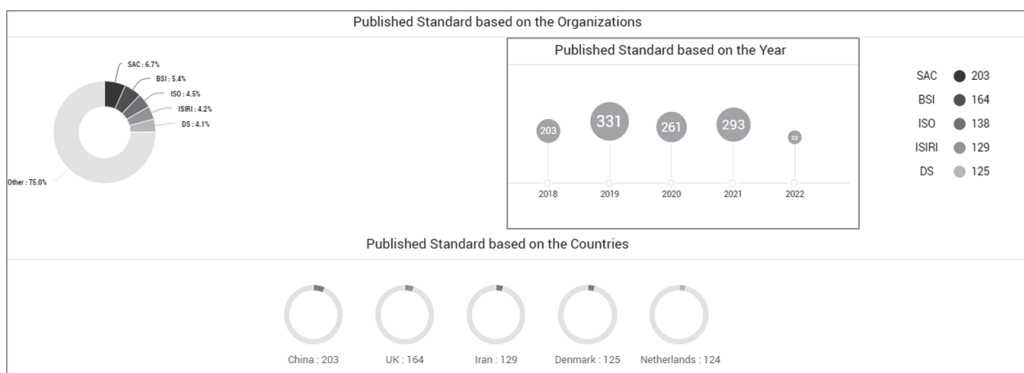 Published Standard based on the Organizations
SAC : 6.7%
BSI : 5.4%
ISO : 4.5%
ISIRI : 4.2%
DS : 4.1%
Other : 75.0%
Published Standard based on the Year
203
331
261
293
2018
2019
2020
2021
2022
SAC 203
BSI 164
ISO 138
ISIRI 129
DS 125
Published Standard based on the Countries
China : 203
UK : 164
Iran : 129
Denmark : 125
Netherlands : 124